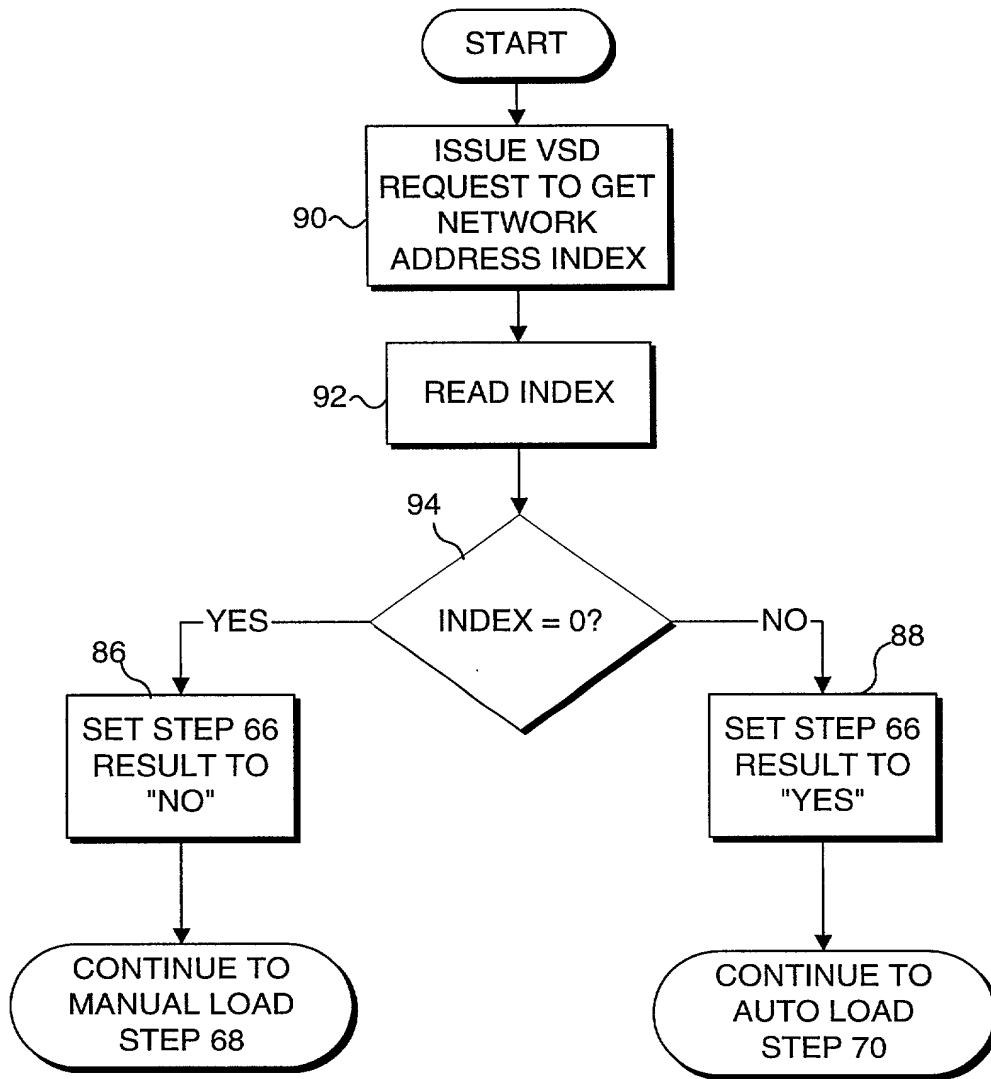 START
ISSUE VSD
REQUEST TO GET
NETWORK
ADDRESS INDEX
90
READ INDEX
92
94
INDEX = 0?
YES
NO
86
SET STEP 66
RESULT TO
"NO"
88
SET STEP 66
RESULT TO
"YES"
CONTINUE TO
MANUAL LOAD
STEP 68
CONTINUE TO
AUTO LOAD
STEP 70